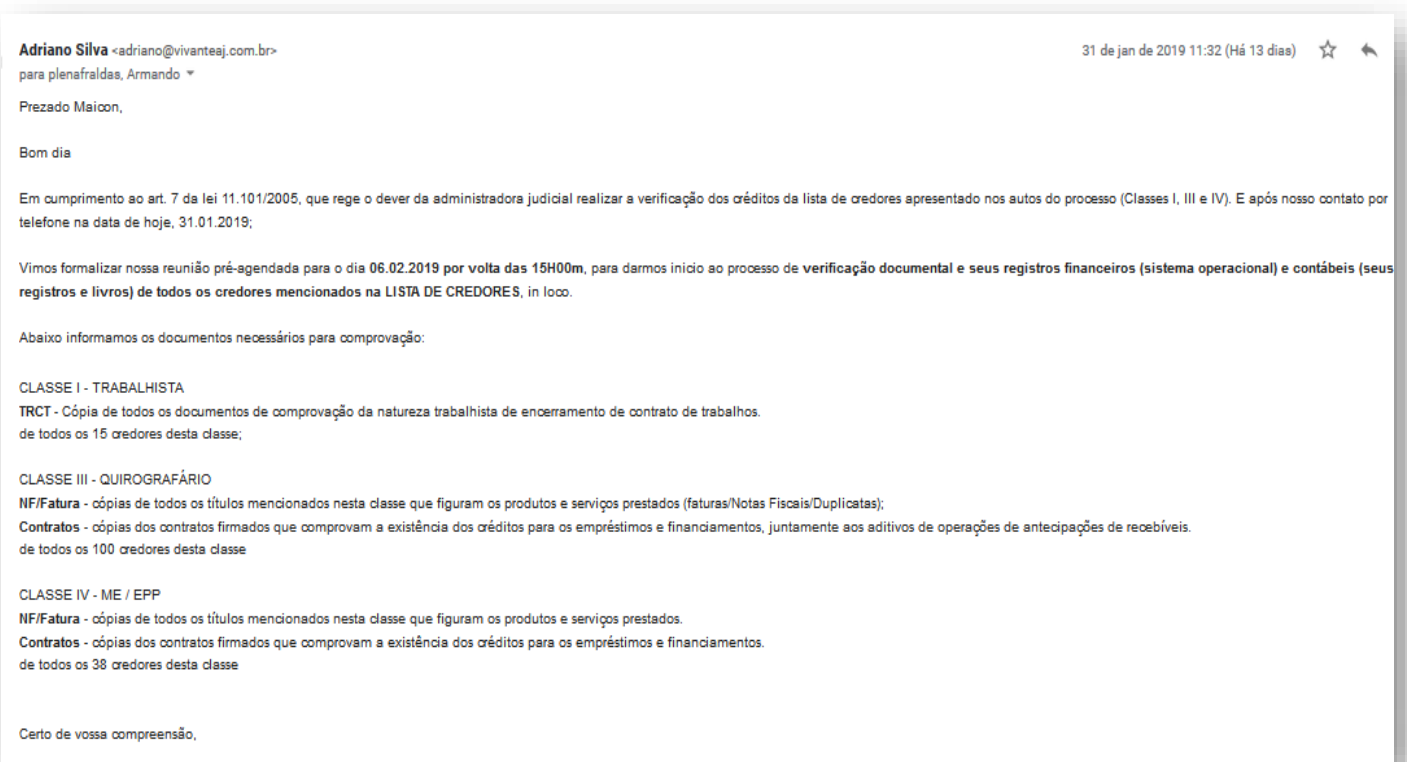 Adriano Silva <adriano@vivanteaj.com.br>
31 de jan de 2019 11:32 (Há 13 dias)
para plenafraldas, Armando
Prezado Maicon,
Bom dia
Em cumprimento ao art. 7 da lei 11.101/2005, que rege o dever da administradora judicial realizar a verificação dos créditos da lista de credores apresentado nos autos do processo (Classes I, III e IV). E após nosso contato por
telefone na data de hoje, 31.01.2019;
Vimos formalizar nossa reunião pré-agendada para o dia 06.02.2019 por volta das 15H00m, para darmos inicio ao processo de verificação documental e seus registros financeiros (sistema operacional) e contábeis (seus
registros e livros) de todos os credores mencionados na LISTA DE CREDORES, in loco.
Abaixo informamos os documentos necessários para comprovação:
CLASSE I - TRABALHISTA
TRCT - Cópia de todos os documentos de comprovação da natureza trabalhista de encerramento de contrato de trabalhos.
de todos os 15 credores desta classe;
CLASSE III - QUIROGRAFÁRIO
NF/Fatura - cópias de todos os títulos mencionados nesta classe que figuram os produtos e serviços prestados (faturas/Notas Fiscais/Duplicatas);
Contratos - cópias dos contratos firmados que comprovam a existência dos créditos para os empréstimos e financiamentos, juntamente aos aditivos de operações de antecipações de recebíveis.
de todos os 100 credores desta classe
CLASSE IV - ME / EPP
NF/Fatura - cópias de todos os títulos mencionados nesta classe que figuram os produtos e serviços prestados.
Contratos - cópias dos contratos firmados que comprovam a existência dos créditos para os empréstimos e financiamentos.
de todos os 38 credores desta classe
Certo de vossa compreensão,